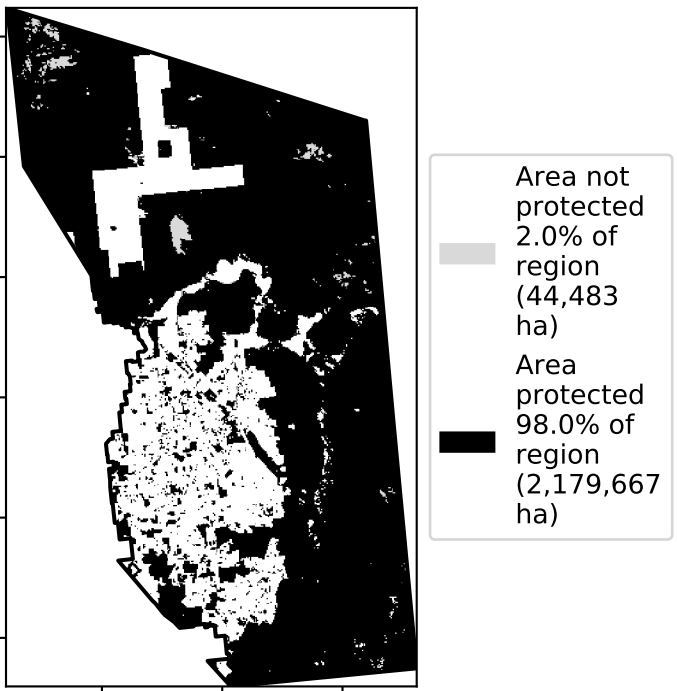 Area not
protected
2.0% of
region
(44,483
ha)
Area
protected
98.0% of
region
(2,179,667
ha)